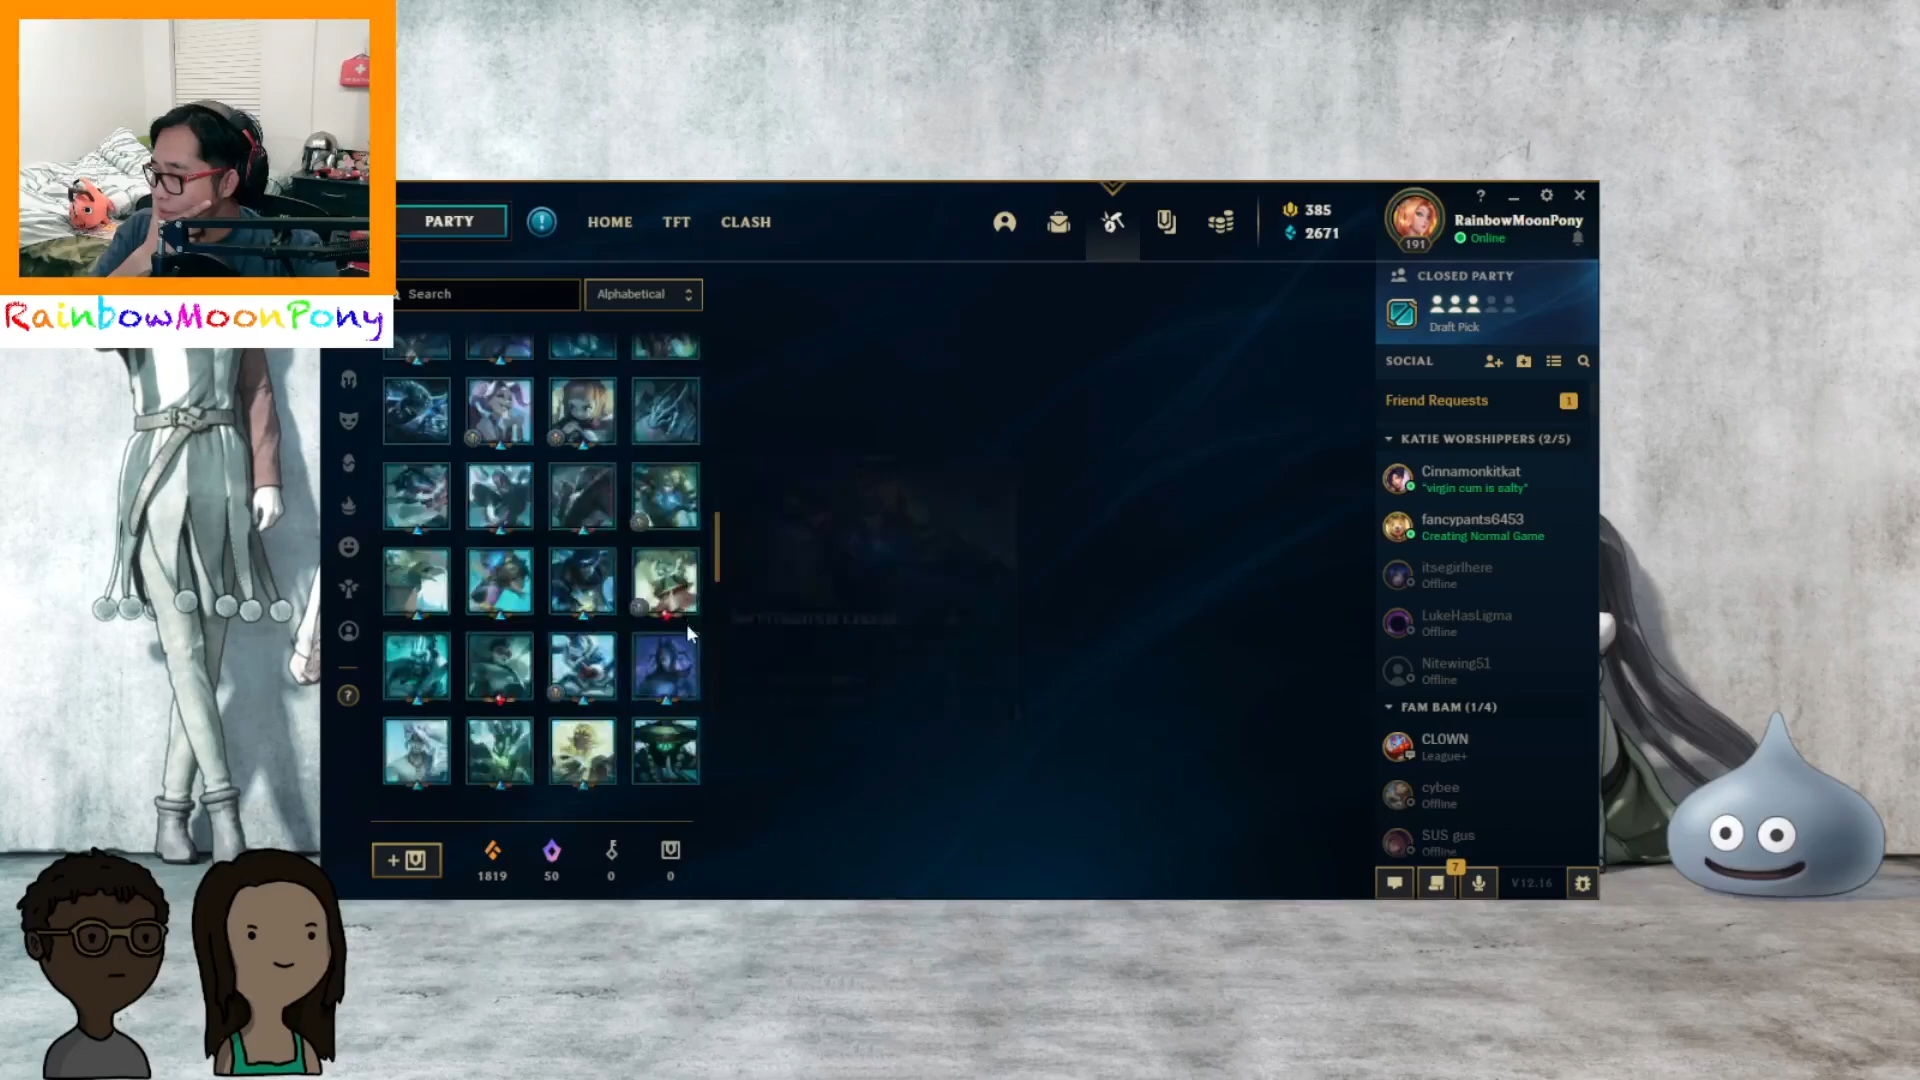 PARTY
HOME
TFT
CLASH
385
2671
191
RainbowMoonPony
Online
CLOSED PARTY
Draft Pick
Search
Alphabetical
RainbowMoonPony
SOCIAL
Friend Requests
1
KATIE WORSHIPPERS (2/5)
Cinnamonkitkat
"virgin cum is salty"
fancypants6453
Creating Normal Game
itsegirlhere
Offline
LukeHasLigma
Offline
Nitewing51
Offline
FAM BAM (1/4)
CLOWN
League+
cybee
Offline
SUS gus
Offline
1819
50
0
0
7
V12.16